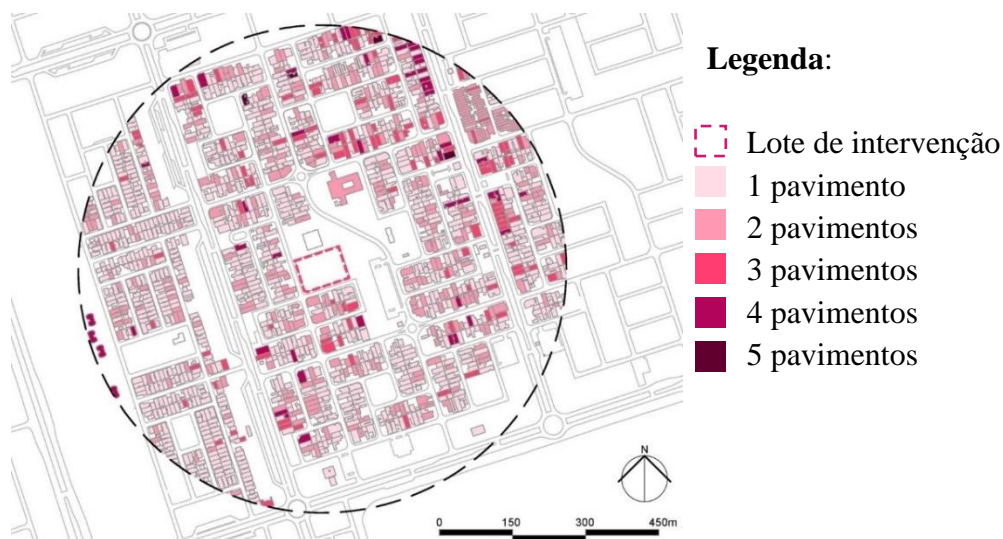 Legenda:
Lote de intervenção
1 pavimento
2 pavimentos
3 pavimentos
4 pavimentos
5 pavimentos
N
0 150 300 450m